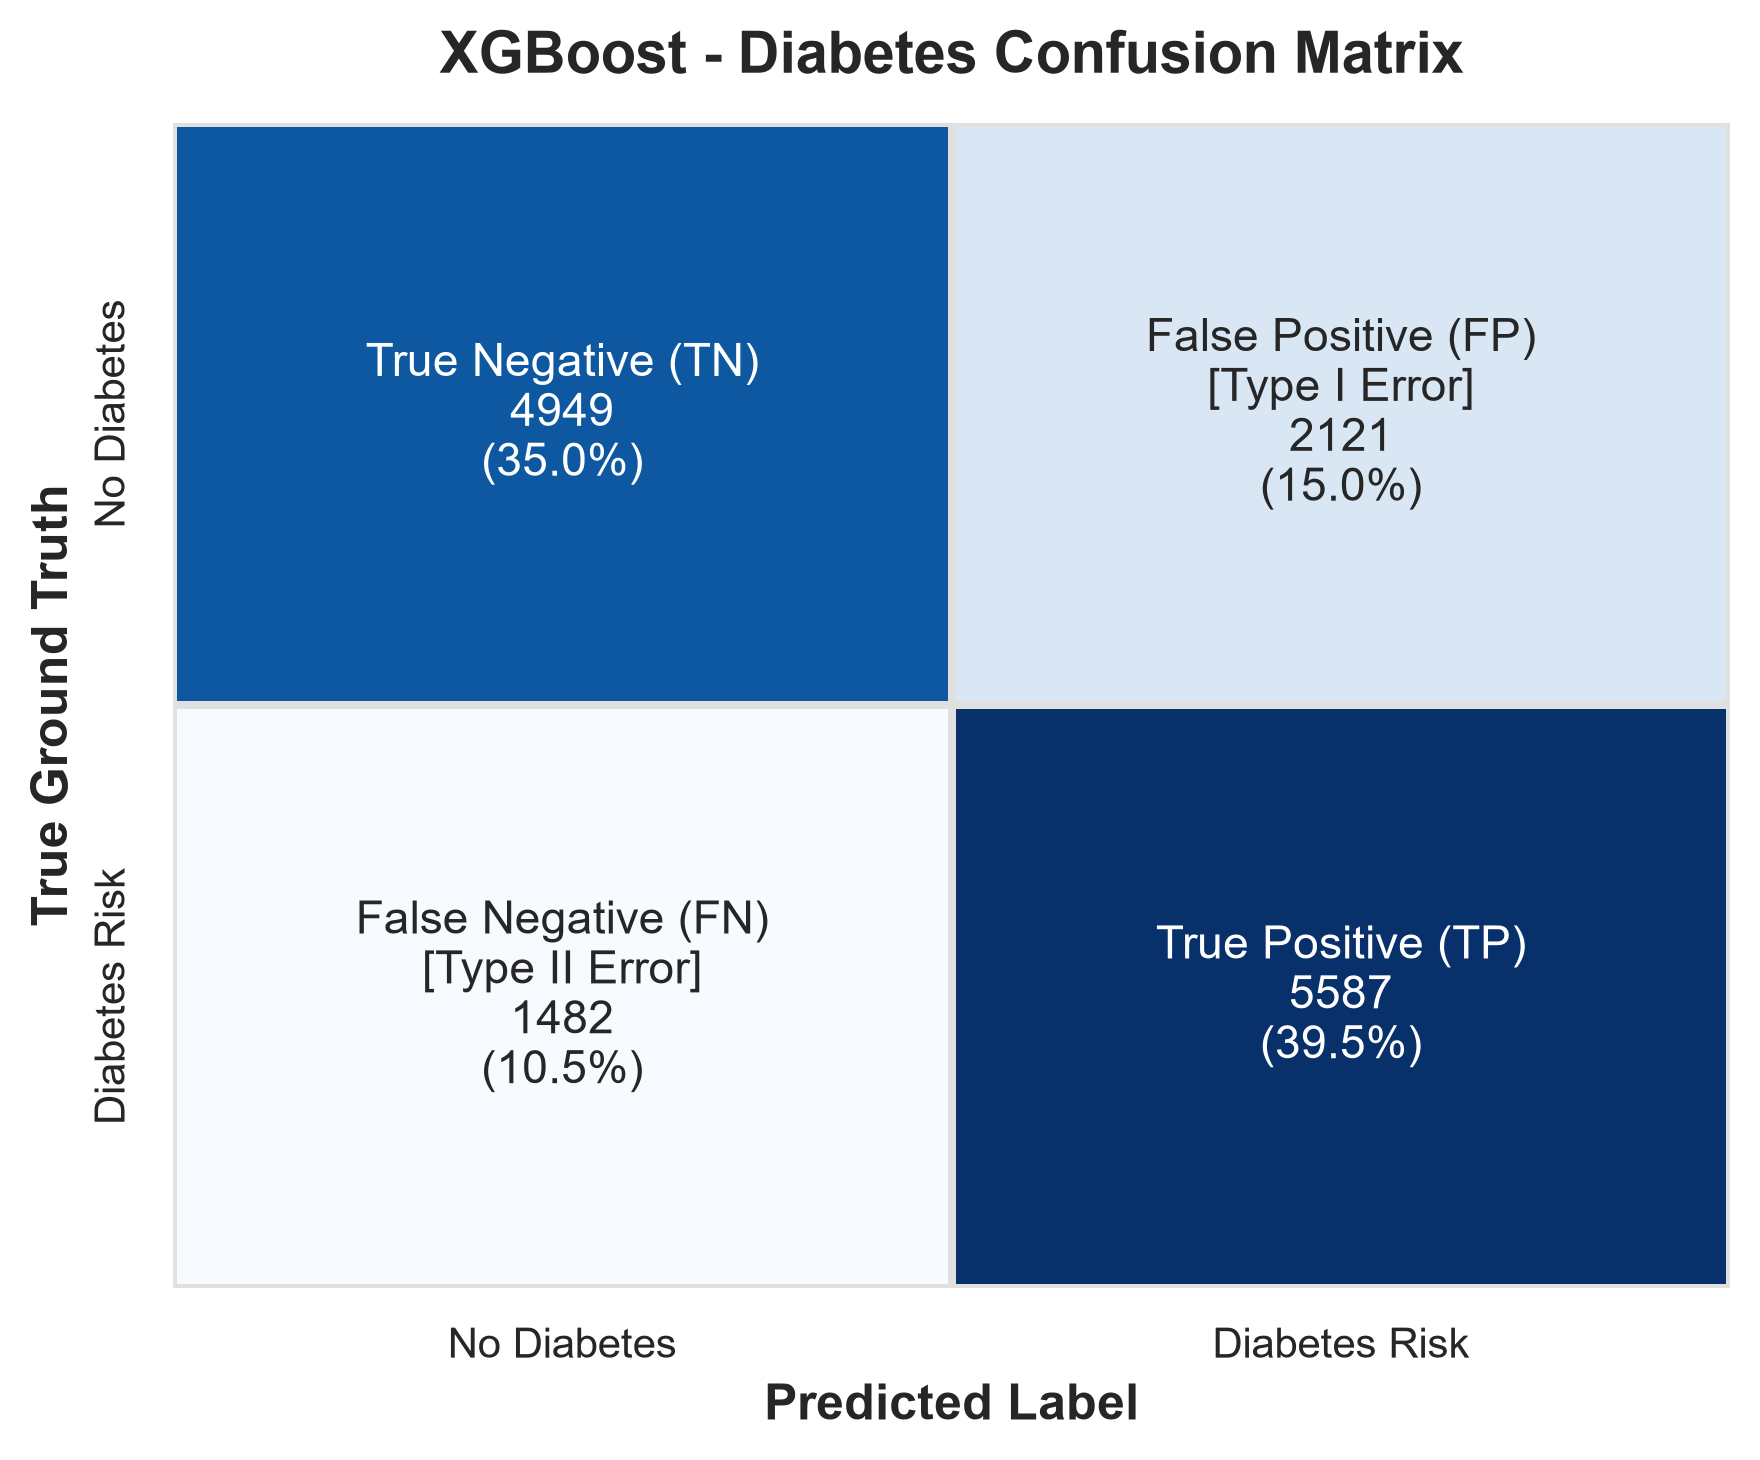 XGBoost - Diabetes Confusion Matrix
True Ground Truth
No Diabetes
True Negative (TN)
4949
(35.0%)
False Positive (FP)
[Type I Error]
2121
(15.0%)
Diabetes Risk
False Negative (FN)
[Type II Error]
1482
(10.5%)
True Positive (TP)
5587
(39.5%)
No Diabetes
Diabetes Risk
Predicted Label